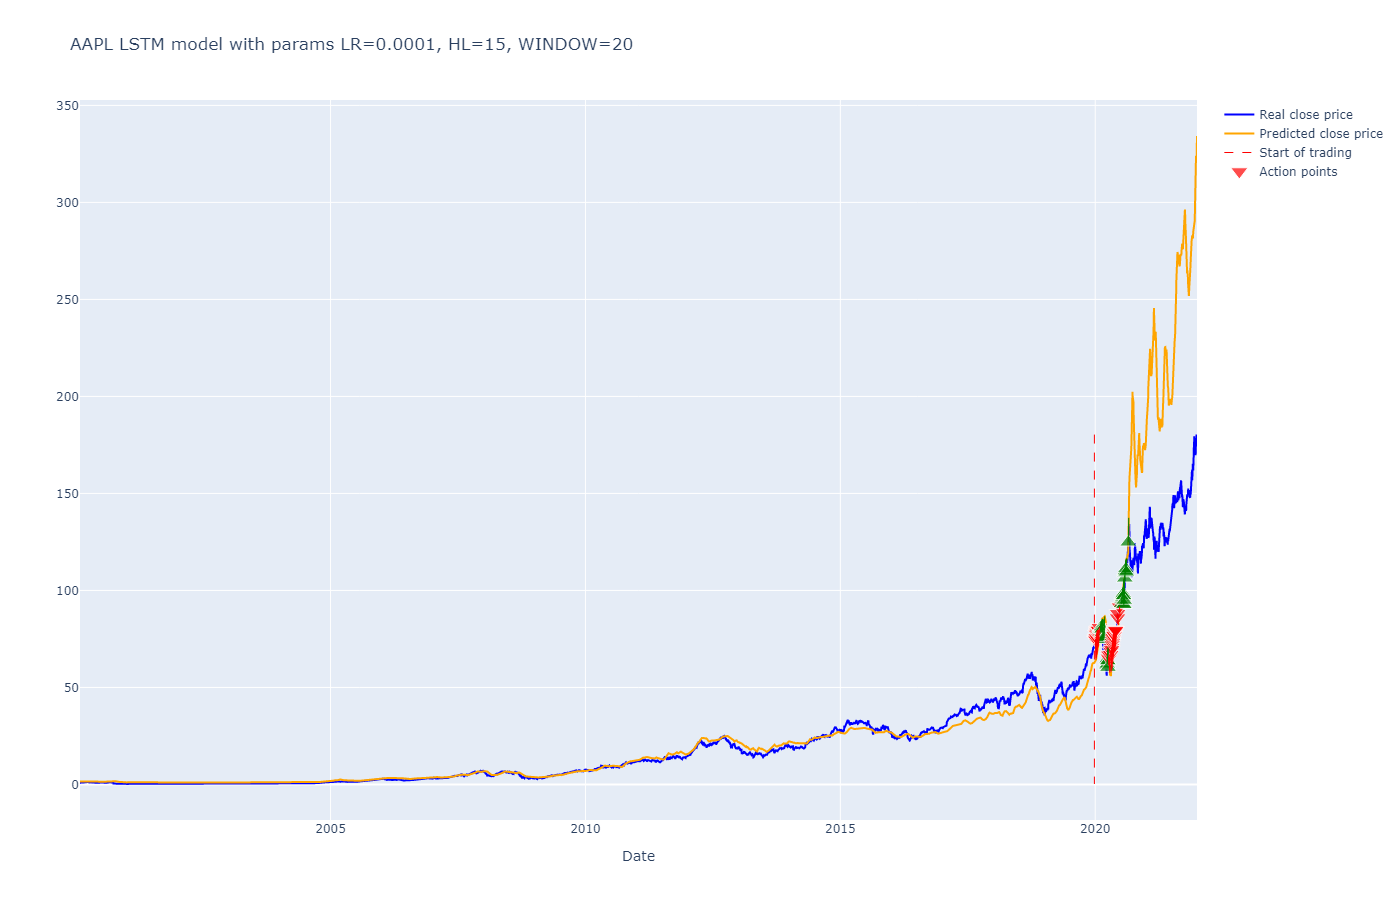 AAPL LSTM model with params LR=0.0001, HL=15, WINDOW=20
350
300
250
200
150
100
50
0
2005
2010
2015
2020
Date
Real close price
Predicted close price
Start of trading
Action points